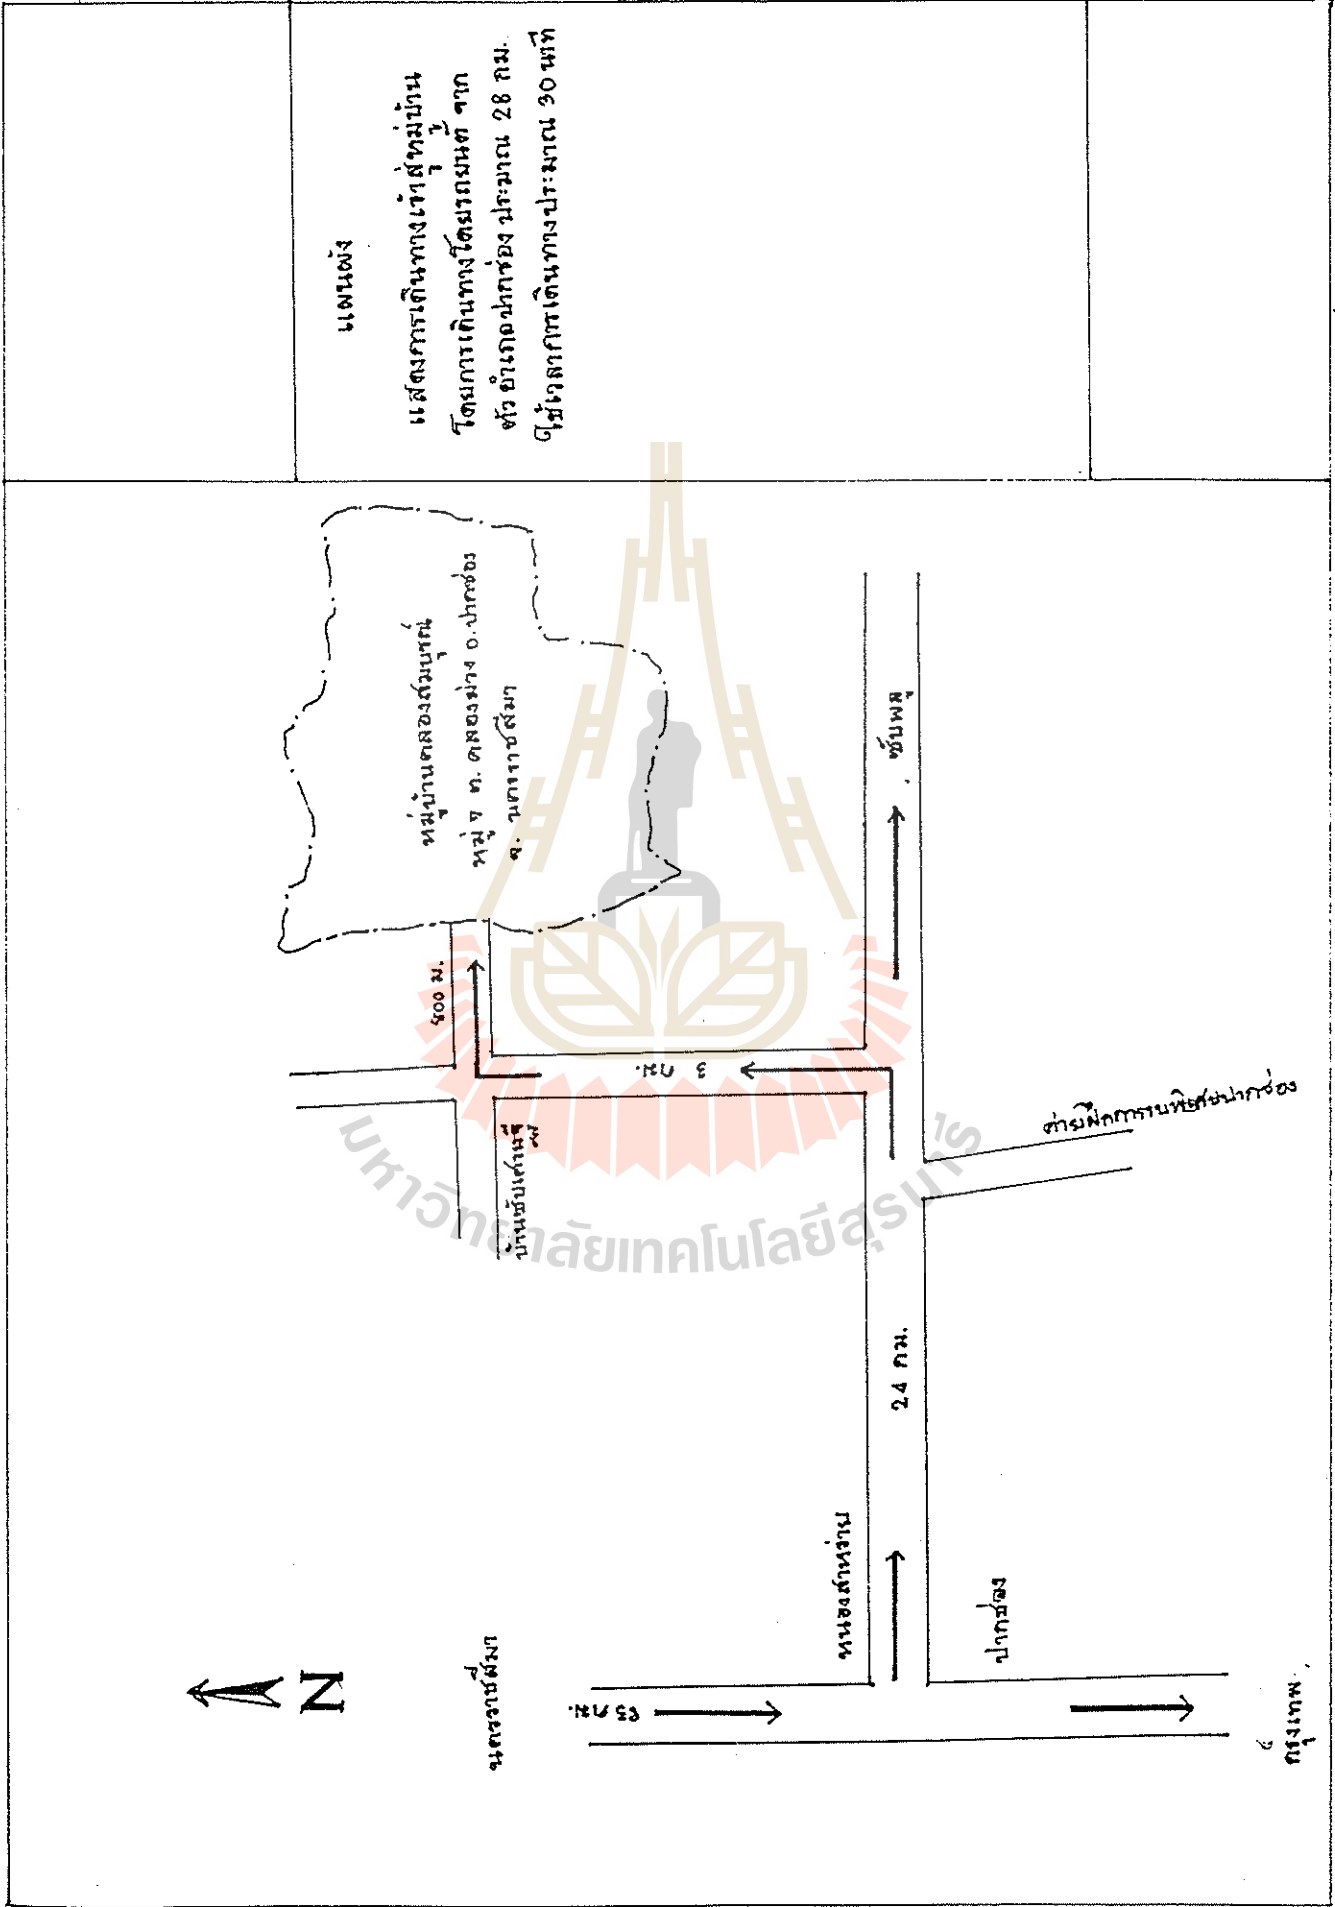 แผนผัง
แสดงการเดินทางเข้าสู่หมู่บ้าน
โดยการเดินทางโดยรถยนต์ จาก
ตัวอำเภอปากช่อง ประมาณ 28 กม.
ใช้เวลาการเดินทางประมาณ 30 นาที
หมู่บ้านคลองสมบูรณ์
หมู่ 7 ต. คลองม่วง อ. ปากช่อง
จ. นครราชสีมา
500 ม.
3 กม.
ซับพลู
ค่ายฝึกการรบพิเศษปากช่อง
24 กม.
หนองสาหร่าย
ปากช่อง
นครราชสีมา
83 กม.
กรุงเทพ
N
มหาวิทยาลัยเทคโนโลยีสุรนารี